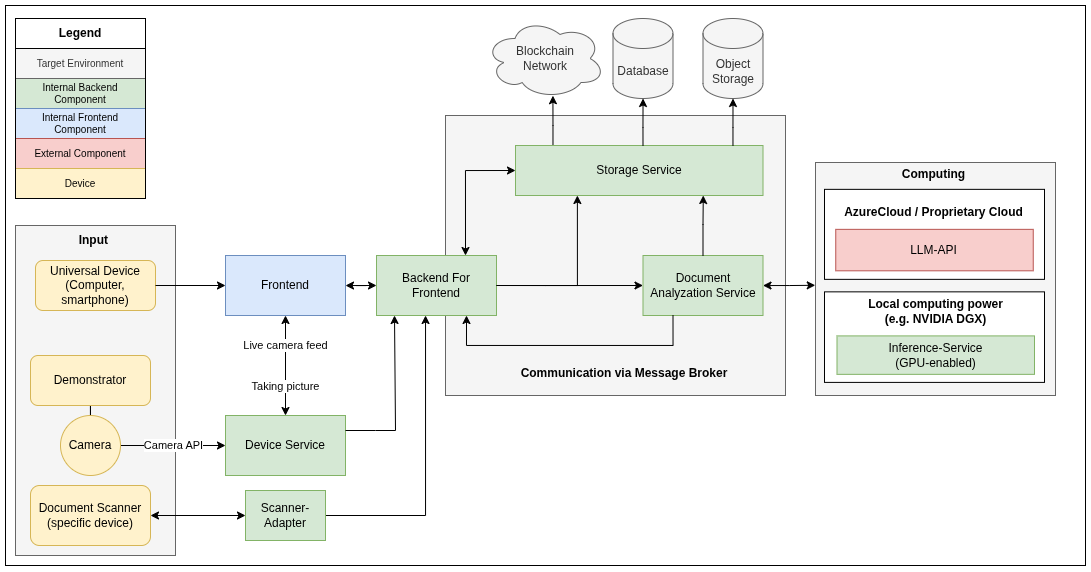 Legend
Target Environment
Internal Backend
Component
Internal Frontend
Component
External Component
Device
Blockchain
Network
Database
Object
Storage
Storage Service
Computing
AzureCloud / Proprietary Cloud
LLM-API
Local computing power
(e.g. NVIDIA DGX)
Inference-Service
(GPU-enabled)
Input
Universal Device
(Computer,
smartphone)
Frontend
Backend For
Frontend
Document
Analyzation Service
Live camera feed
Taking picture
Communication via Message Broker
Demonstrator
Camera
Camera API
Device Service
Document Scanner
(specific device)
Scanner-
Adapter